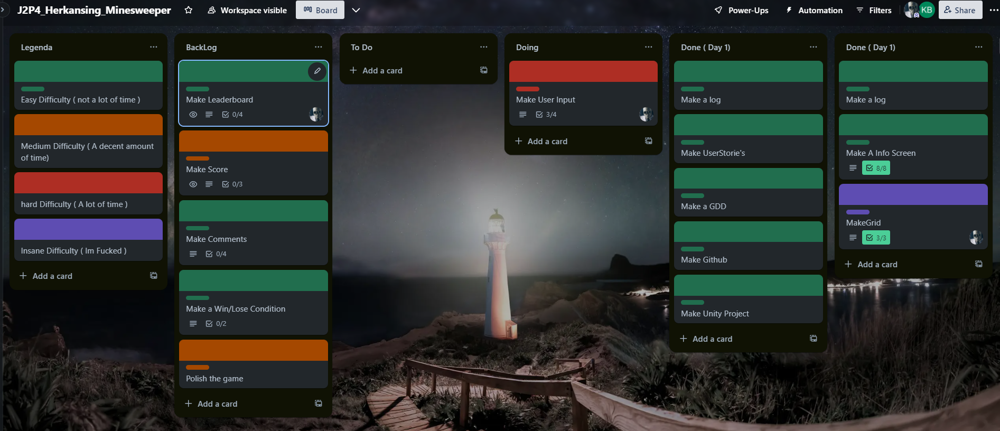 J2P4_Herkansing_Minesweeper
Workspace visible
Board
Power-Ups
Automation
Filters
KB
Share
Legenda
Easy Difficulty ( not a lot of time )
Medium Difficulty ( A decent amount
of time)
hard Difficulty ( A lot of time )
Insane Difficulty ( Im Fucked )
Add a card
BackLog
Make Leaderboard
0/4
Make Score
0/3
Make Comments
0/4
Make a Win/Lose Condition
0/2
Polish the game
Add a card
To Do
Add a card
Doing
Make User Input
3/4
Add a card
Done ( Day 1)
Make a log
Make UserStorie's
Make a GDD
Make Github
Make Unity Project
Add a card
Done ( Day 1)
Make a log
Make A Info Screen
8/8
MakeGrid
3/3
Add a card